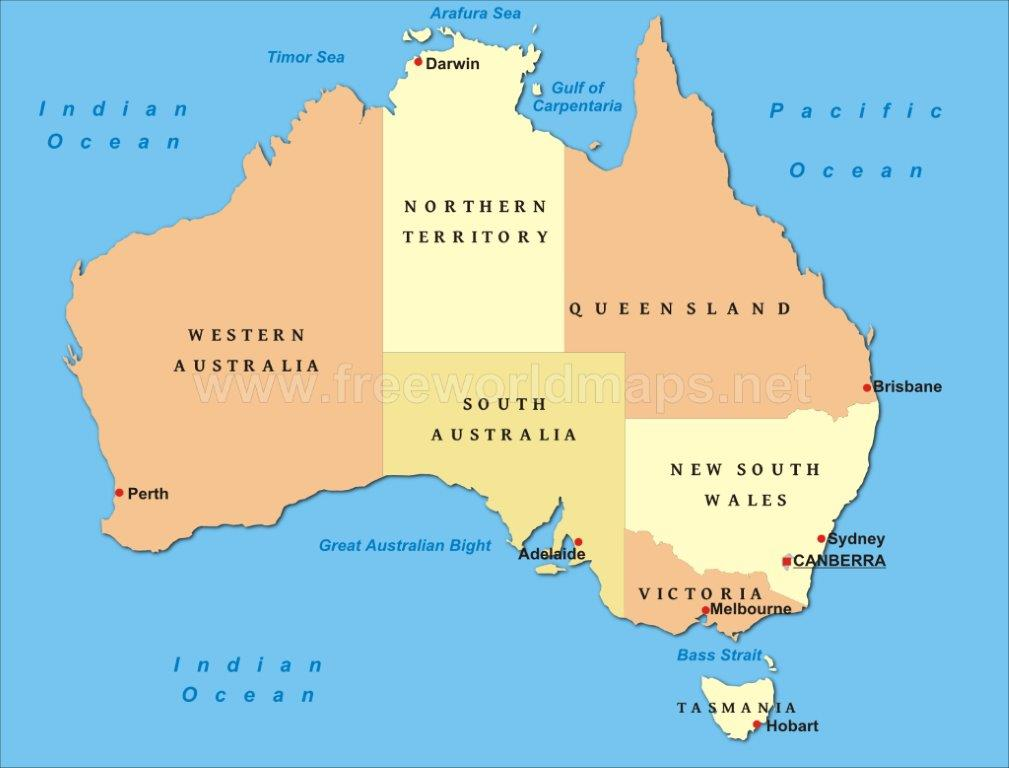 Arafura Sea
Timor Sea
Darwin
Gulf of
Carpentaria
Indian
Ocean
Pacific
Ocean
NORTHERN
TERRITORY
QUEENSLAND
WESTERN
AUSTRALIA
www.freeworldmaps.net
Brisbane
SOUTH
AUSTRALIA
NEW SOUTH
WALES
Perth
Great Australian Bight
Adelaide
Sydney
CANBERRA
VICTORIA
Melbourne
Bass Strait
Indian
Ocean
TASMANIA
Hobart